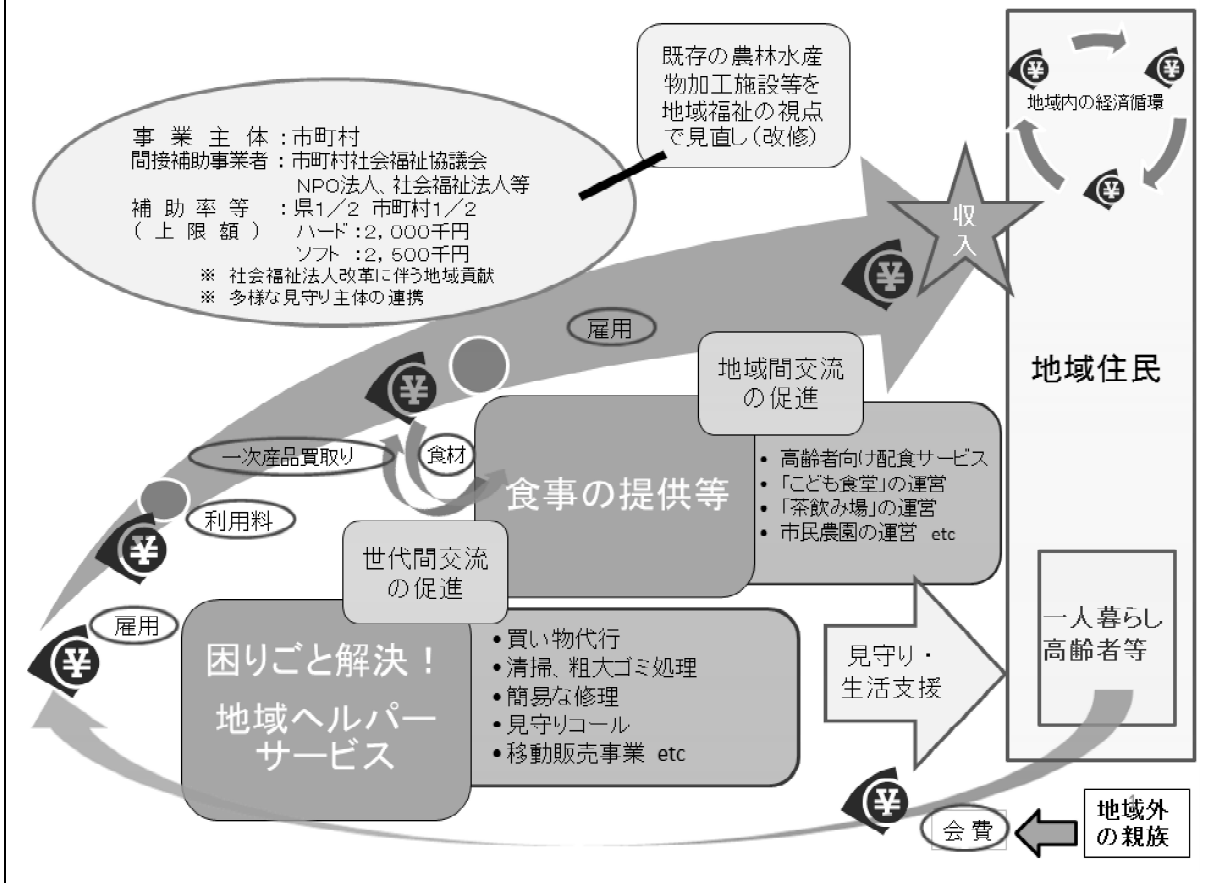 既存の農林水産
物加工施設等を
地域福祉の視点
で見直し(改修)
事業主体:市町村
間接補助事業者:市町村社会福祉協議会
NPO法人、社会福祉法人等
補助率等:県1/2 市町村1/2
(上限額) ハード:2,000千円
ソフト:2,500千円
※ 社会福祉法人改革に伴う地域貢献
※ 多様な見守り主体の連携
¥
¥
地域内の経済循環
¥
収
入
¥
雇用
地域住民
地域間交流
の促進
¥
一次産品買取り
食材
食事の提供等
• 高齢者向け配食サービス
• 「こども食堂」の運営
• 「茶飲み場」の運営
• 市民農園の運営 etc
利用料
¥
世代間交流
の促進
雇用
¥
困りごと解決!
地域ヘルパー
サービス
• 買い物代行
• 清掃、粗大ゴミ処理
• 簡易な修理
• 見守りコール
• 移動販売事業 etc
見守り・
生活支援
一人暮らし
高齢者等
¥
会費
地域外
の親族
1